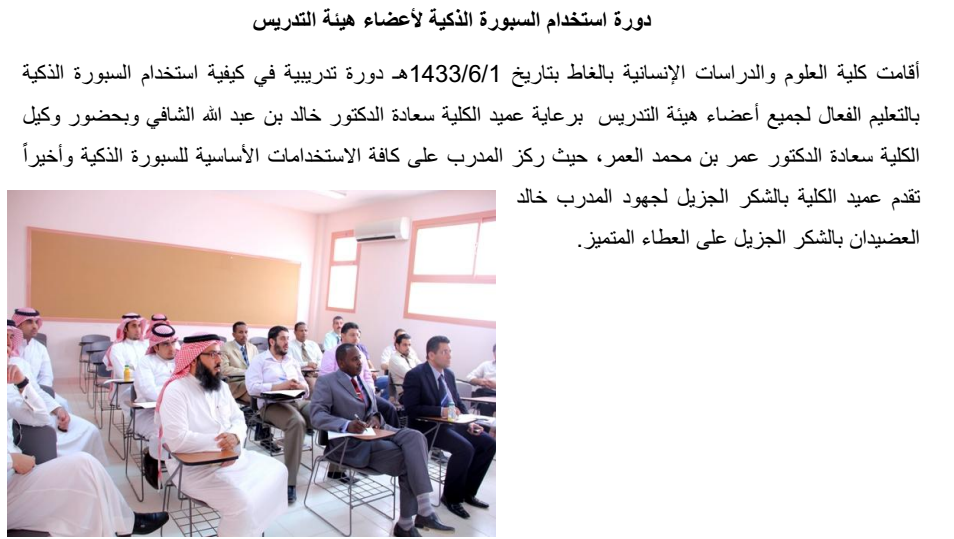 دورة استخدام السبورة الذكية لأعضاء هيئة التدريس
أقامت كلية العلوم والدراسات الإنسانية بالغاط بتاريخ 1433/6/1هـ دورة تدريبية في كيفية استخدام السبورة الذكية
بالتعليم الفعال لجميع أعضاء هيئة التدريس برعاية عميد الكلية سعادة الدكتور خالد بن عبد الله الشافي وبحضور وكيل
الكلية سعادة الدكتور عمر بن محمد العمر، حيث ركز المدرب على كافة الاستخدامات الأساسية للسبورة الذكية وأخيراً
تقدم عميد الكلية بالشكر الجزيل لجهود المدرب خالد
العضيدان بالشكر الجزيل على العطاء المتميز.